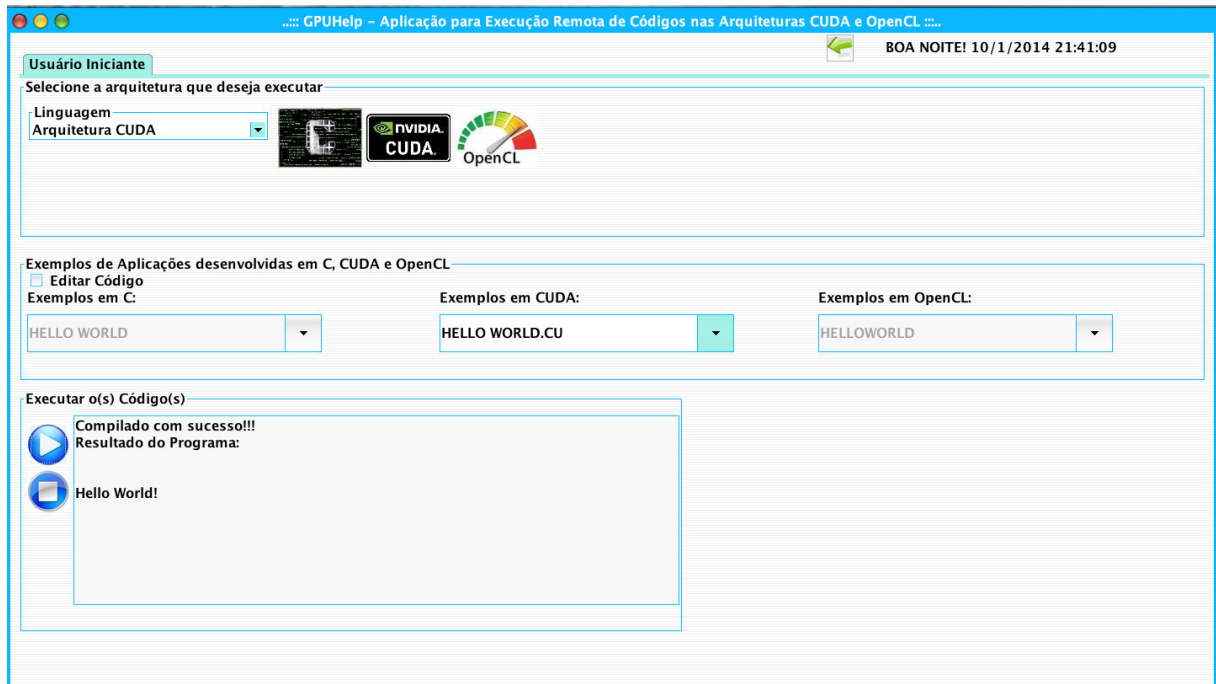 ..::: GPUHelp – Aplicação para Execução Remota de Códigos nas Arquiteturas CUDA e OpenCL :::..
BOA NOITE! 10/1/2014 21:41:09
Usuário Iniciante
Selecione a arquitetura que deseja executar
Linguagem
Arquitetura CUDA
C
NVIDIA.
CUDA.
OpenCL
Exemplos de Aplicações desenvolvidas em C, CUDA e OpenCL
Editar Código
Exemplos em C:
Exemplos em CUDA:
Exemplos em OpenCL:
HELLO WORLD
HELLO WORLD.CU
HELLOWORLD
Executar o(s) Código(s)
Compilado com sucesso!!!
Resultado do Programa:
Hello World!